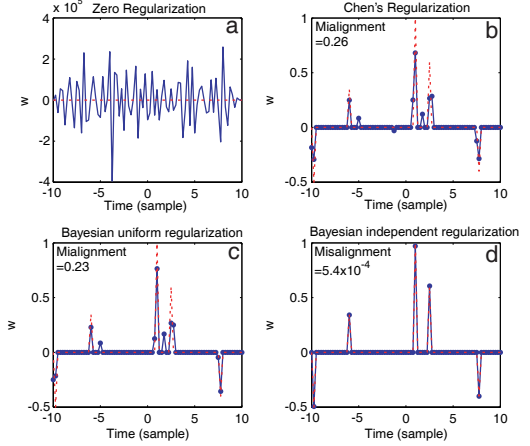 Zero Regularization
x 10⁵
a
4
2
0
-2
-4
w
-10 -5 0 5 10
Time (sample)
Chen's Regularization
Mialignment
=0.26
b
1
0.5
0
-0.5
w
-10 -5 0 5 10
Time (sample)
Bayesian uniform regularization
Mialignment
=0.23
c
1
0.5
0
-0.5
w
-10 -5 0 5 10
Time (sample)
Bayesian independent regularization
Misalignment
=5.4x10⁻⁴
d
1
0.5
0
-0.5
w
-10 -5 0 5 10
Time (sample)